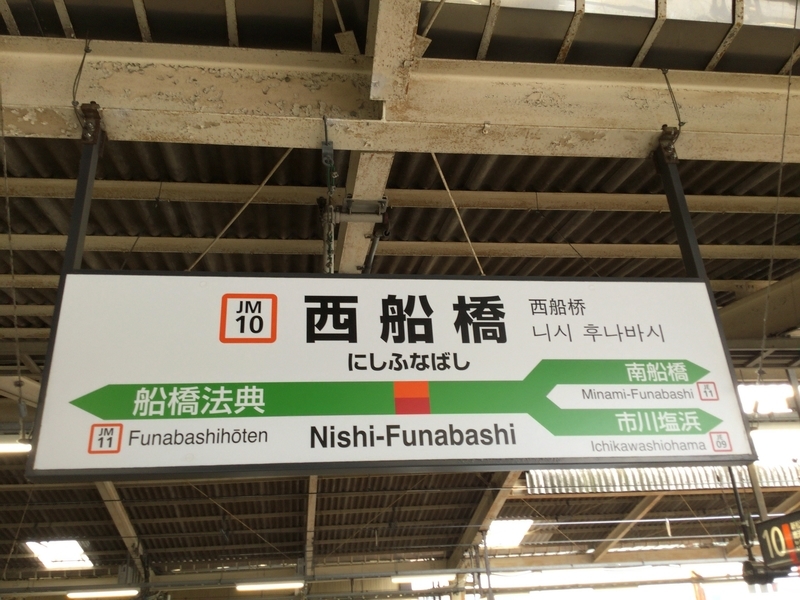 JM
10
西船橋
にしふなばし
西船桥
니시 후나바시
船橋法典
JM
11
Funabashihōten
Nishi-Funabashi
南船橋
Minami-Funabashi
JE
11
市川塩浜
Ichikawashiohama
JE
09
10